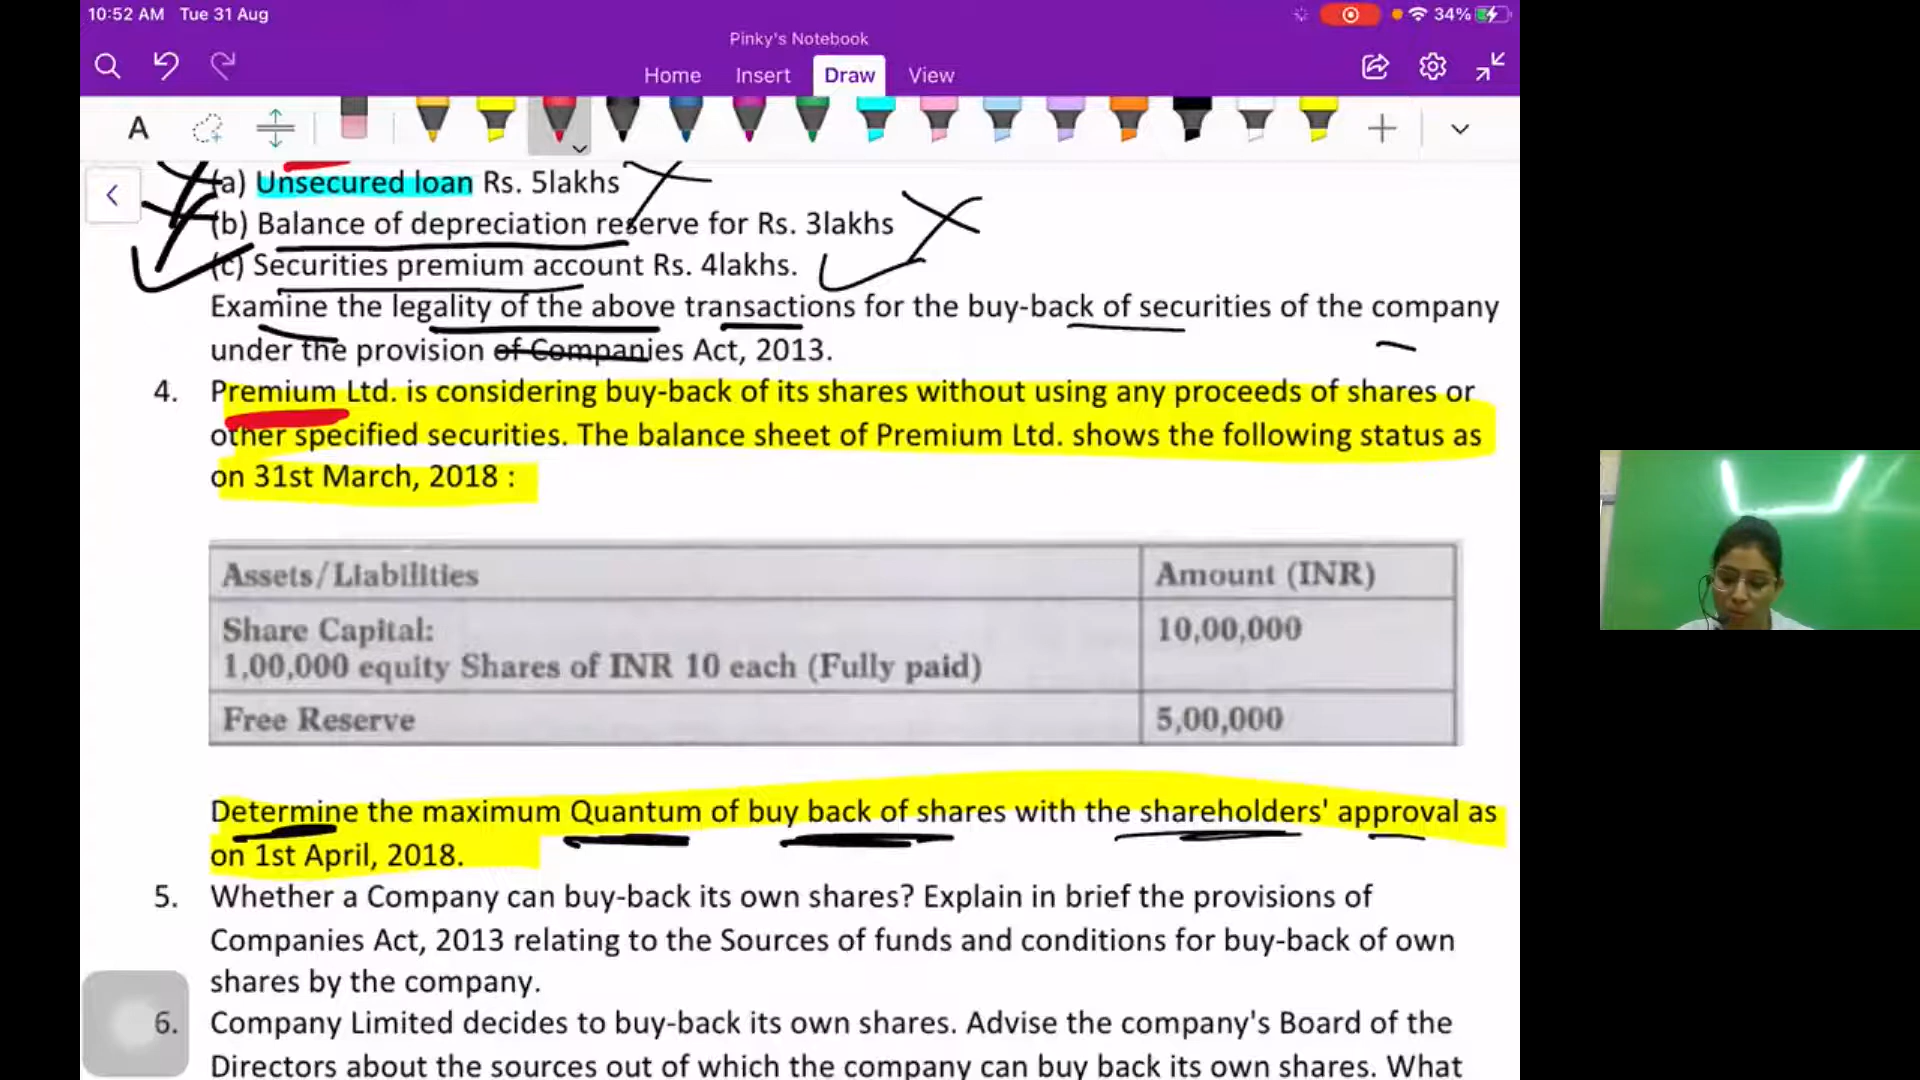 10:52 AM Tue 31 Aug
34%
Pinky's Notebook
Home Insert Draw View
A
(a) Unsecured loan Rs. 5lakhs
(b) Balance of depreciation reserve for Rs. 3lakhs
(c) Securities premium account Rs. 4lakhs.
Examine the legality of the above transactions for the buy-back of securities of the company
under the provision of Companies Act, 2013.
4. Premium Ltd. is considering buy-back of its shares without using any proceeds of shares or
other specified securities. The balance sheet of Premium Ltd. shows the following status as
on 31st March, 2018 :
Assets/Liabilities Amount (INR)
Share Capital: 10,00,000
1,00,000 equity Shares of INR 10 each (Fully paid)
Free Reserve 5,00,000
Determine the maximum Quantum of buy back of shares with the shareholders' approval as
on 1st April, 2018.
5. Whether a Company can buy-back its own shares? Explain in brief the provisions of
Companies Act, 2013 relating to the Sources of funds and conditions for buy-back of own
shares by the company.
6. Company Limited decides to buy-back its own shares. Advise the company's Board of the
Directors about the sources out of which the company can buy back its own shares. What